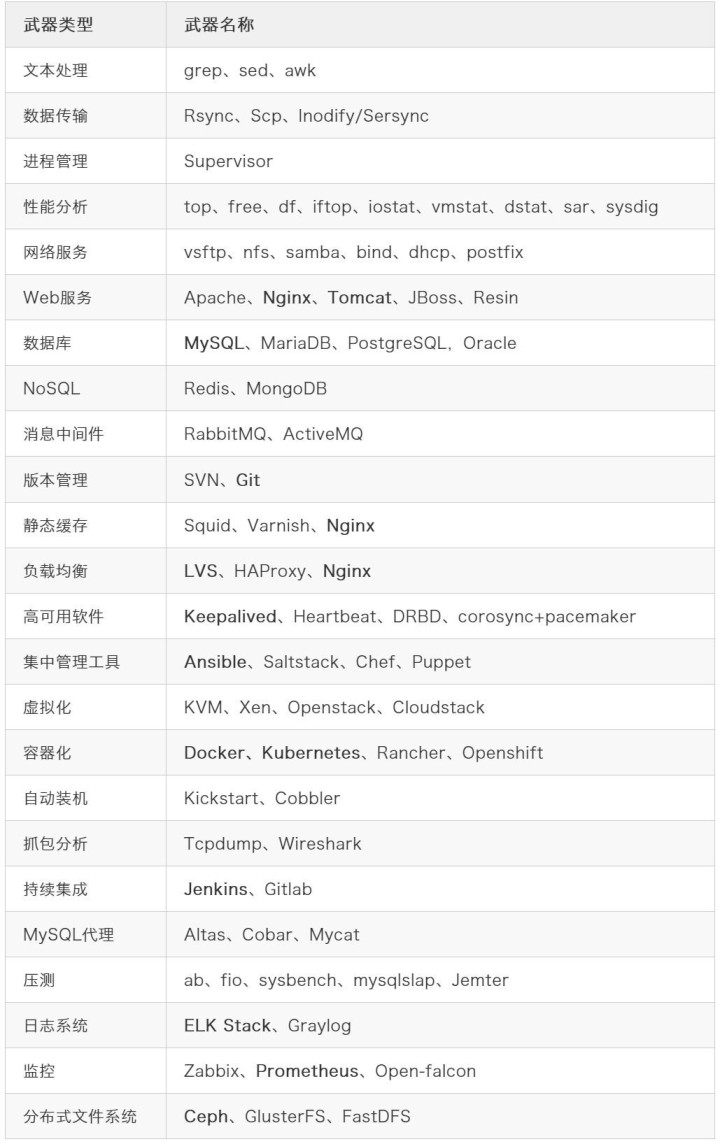 武器类型 武器名称
文本处理 grep、sed、awk
数据传输 Rsync、Scp、Inodify/Sersync
进程管理 Supervisor
性能分析 top、free、df、iftop、iostat、vmstat、dstat、sar、sysdig
网络服务 vsftp、nfs、samba、bind、dhcp、postfix
Web服务 Apache、Nginx、Tomcat、JBoss、Resin
数据库 MySQL、MariaDB、PostgreSQL，Oracle
NoSQL Redis、MongoDB
消息中间件 RabbitMQ、ActiveMQ
版本管理 SVN、Git
静态缓存 Squid、Varnish、Nginx
负载均衡 LVS、HAProxy、Nginx
高可用软件 Keepalived、Heartbeat、DRBD、corosync+pacemaker
集中管理工具 Ansible、Saltstack、Chef、Puppet
虚拟化 KVM、Xen、Openstack、Cloudstack
容器化 Docker、Kubernetes、Rancher、Openshift
自动装机 Kickstart、Cobbler
抓包分析 Tcpdump、Wireshark
持续集成 Jenkins、Gitlab
MySQL代理 Altas、Cobar、Mycat
压测 ab、fio、sysbench、mysqlslap、Jemter
日志系统 ELK Stack、Graylog
监控 Zabbix、Prometheus、Open-falcon
分布式文件系统 Ceph、GlusterFS、FastDFS